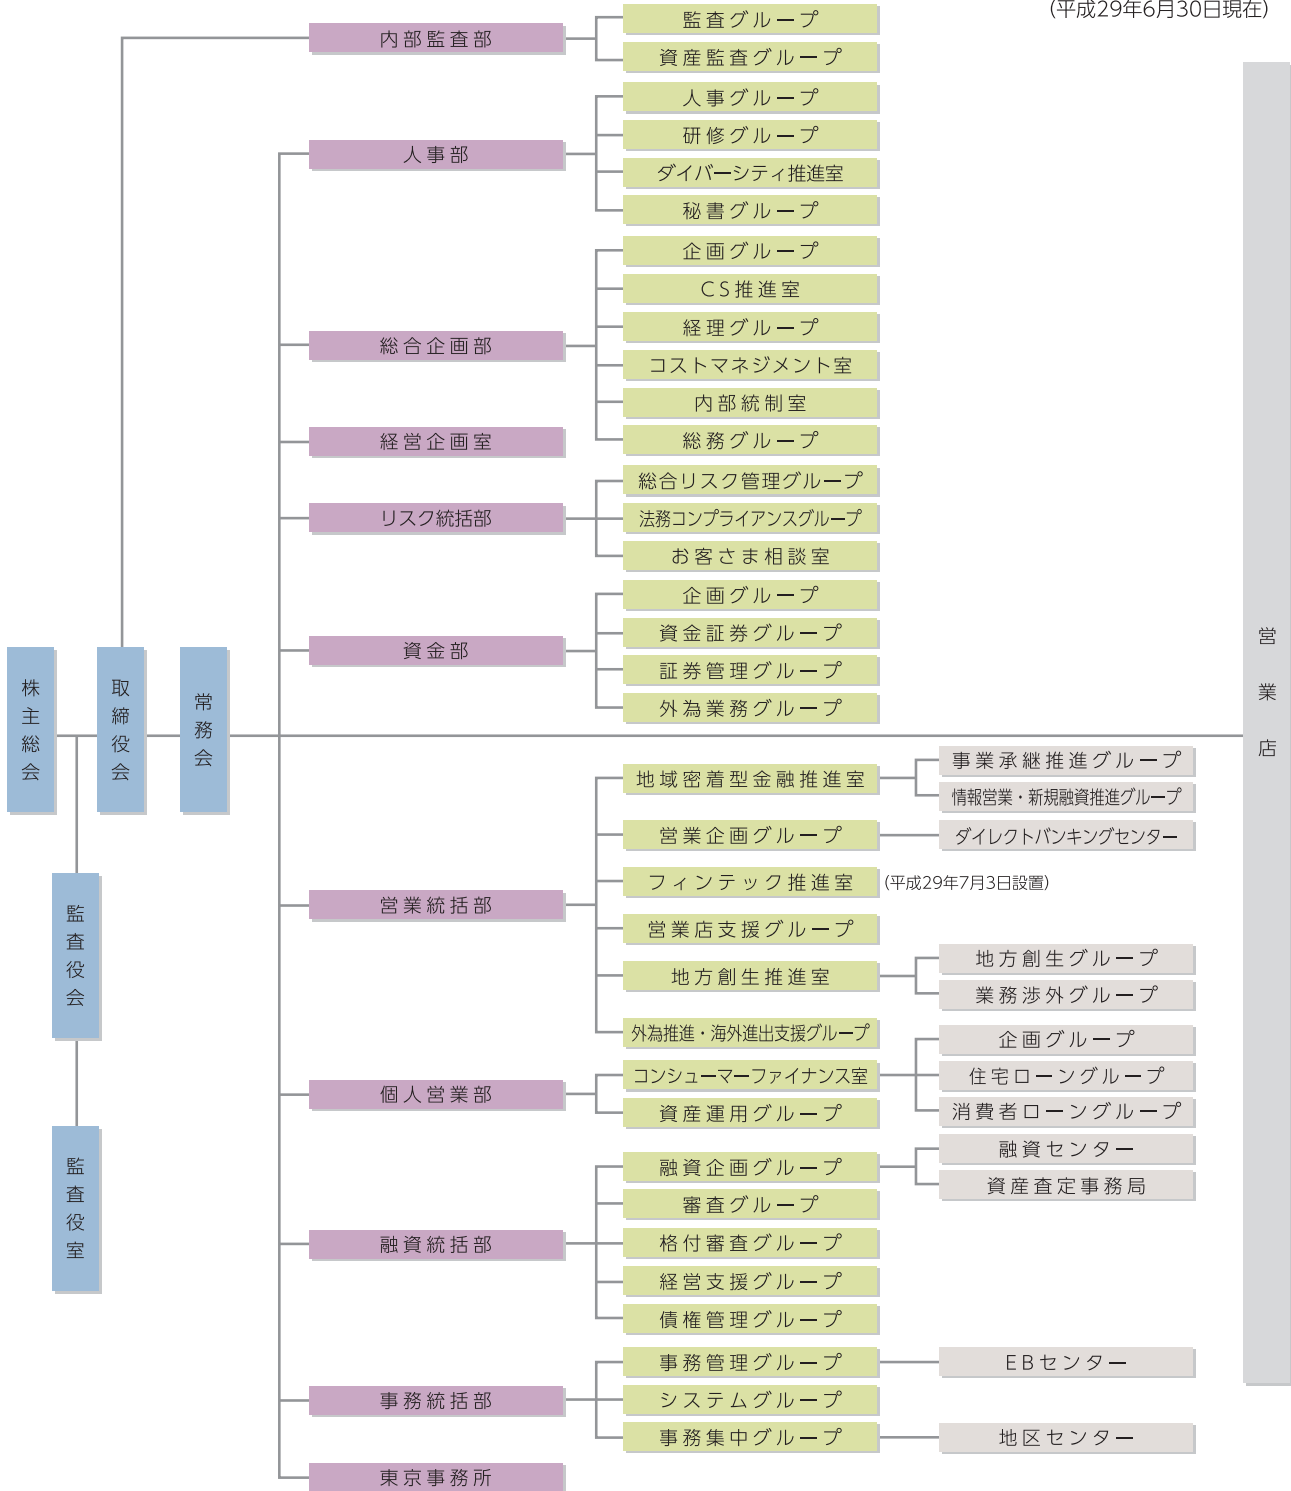 (平成29年6月30日現在)
株主総会
取締役会
常務会
監査役会
監査役室
内部監査部
監査グループ
資産監査グループ
人事部
人事グループ
研修グループ
ダイバーシティ推進室
秘書グループ
総合企画部
企画グループ
CS推進室
経理グループ
コストマネジメント室
内部統制室
総務グループ
経営企画室
リスク統括部
総合リスク管理グループ
法務コンプライアンスグループ
お客さま相談室
資金部
企画グループ
資金証券グループ
証券管理グループ
外為業務グループ
営業統括部
地域密着型金融推進室
事業承継推進グループ
情報営業・新規融資推進グループ
営業企画グループ
ダイレクトバンキングセンター
フィンテック推進室
(平成29年7月3日設置)
営業店支援グループ
地方創生推進室
地方創生グループ
業務渉外グループ
外為推進・海外進出支援グループ
個人営業部
コンシューマーファイナンス室
企画グループ
住宅ローングループ
消費者ローングループ
資産運用グループ
融資統括部
融資企画グループ
融資センター
資産査定事務局
審査グループ
格付審査グループ
経営支援グループ
債権管理グループ
事務統括部
事務管理グループ
EBセンター
システムグループ
事務集中グループ
地区センター
東京事務所
営業店